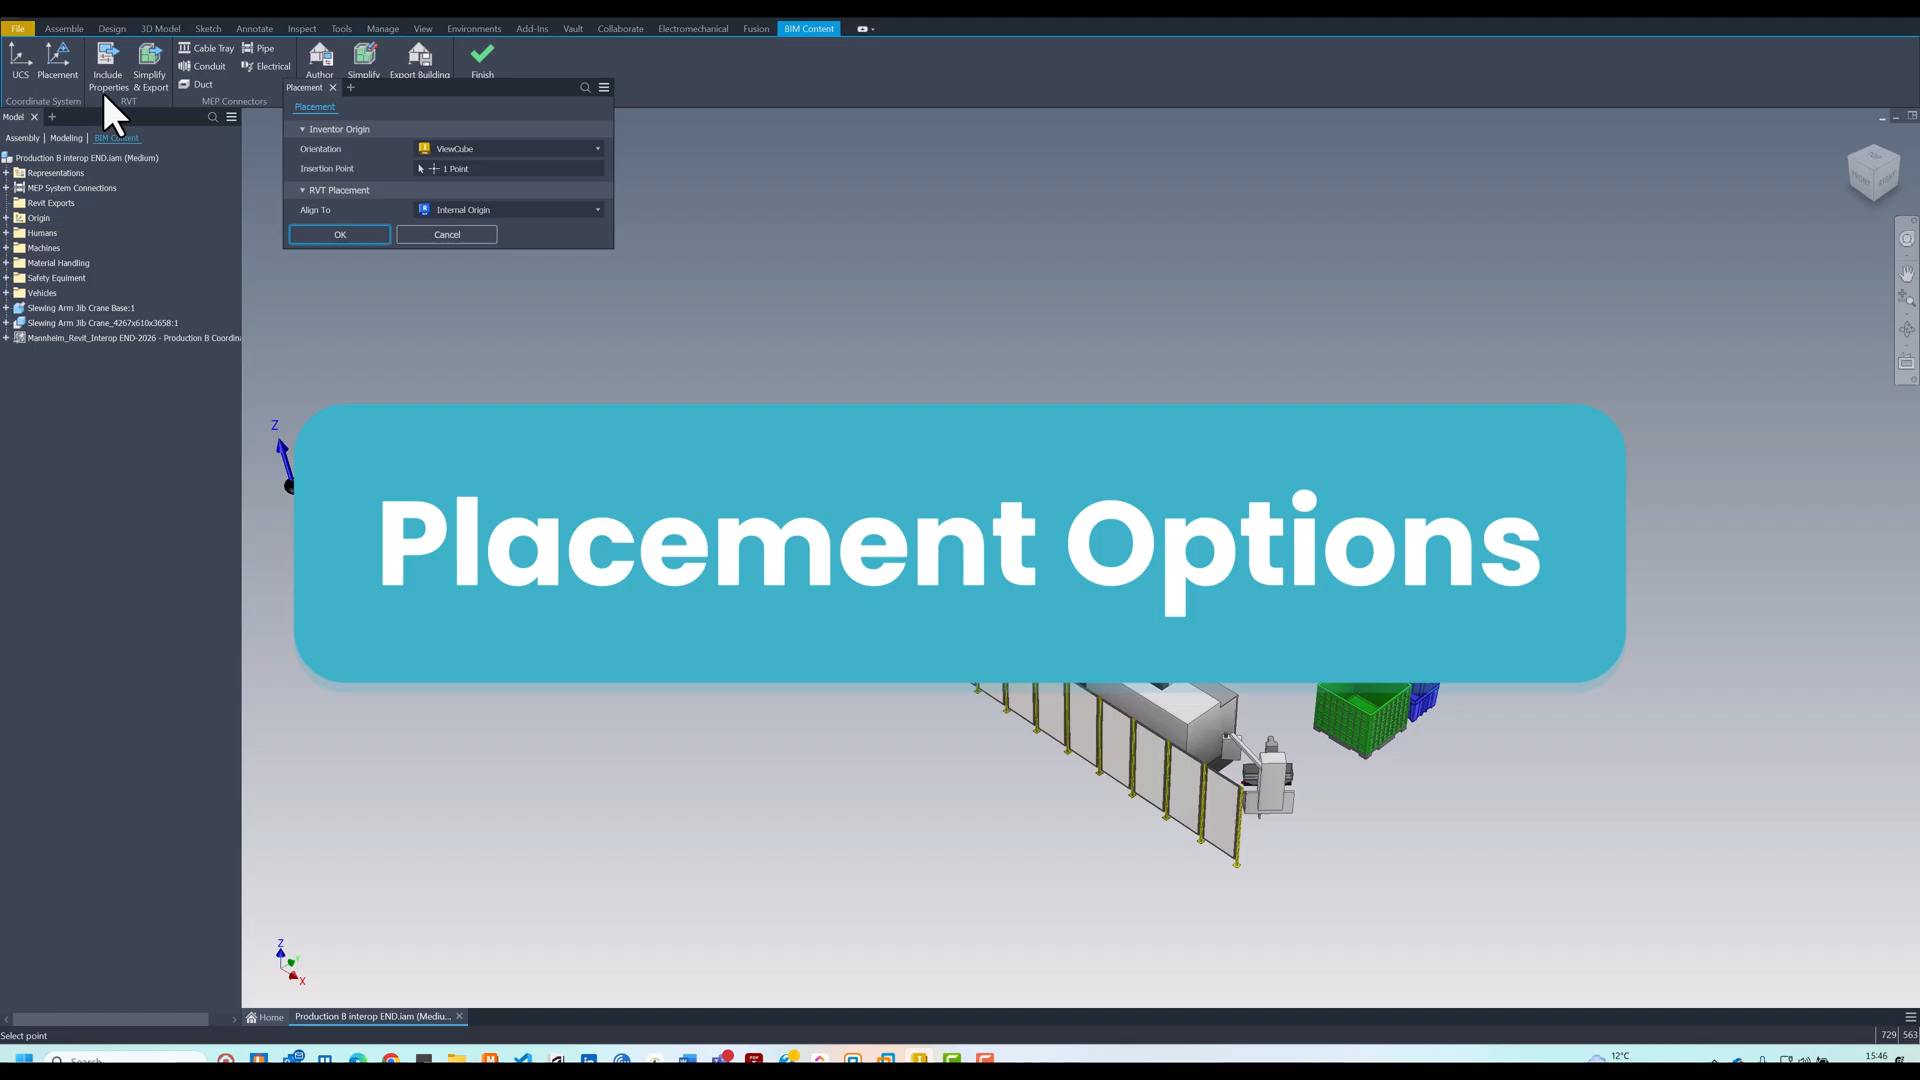 File Assemble Design 3D Model Sketch Annotate Inspect Tools Manage View Environments Add-Ins Vault Collaborate Electromechanical Fusion BIM Content
UCS Placement Include Properties Simplify & Export Cable Tray Pipe
Conduit Electrical
Duct
Author Simplify Export Building Finish
Coordinate System RVT MEP Connectors
Placement
Placement
Inventor Origin
Orientation ViewCube
Insertion Point 1 Point
RVT Placement
Align To Internal Origin
OK Cancel
Model
Assembly Modeling BIM Content
Production B interop END.iam (Medium)
Representations
MEP System Connections
Revit Exports
Origin
Humans
Machines
Material Handling
Safety Equiment
Vehicles
Slewing Arm Jib Crane Base:1
Slewing Arm Jib Crane_4267x610x3658:1
Mannheim_Revit_Interop END-2026 - Production B Coordina
FRONT RIGHT
Z
Placement Options
Z
Y
X
Home Production B interop END.iam (Mediu...
Select point
729 563
Search
12°C
15:46